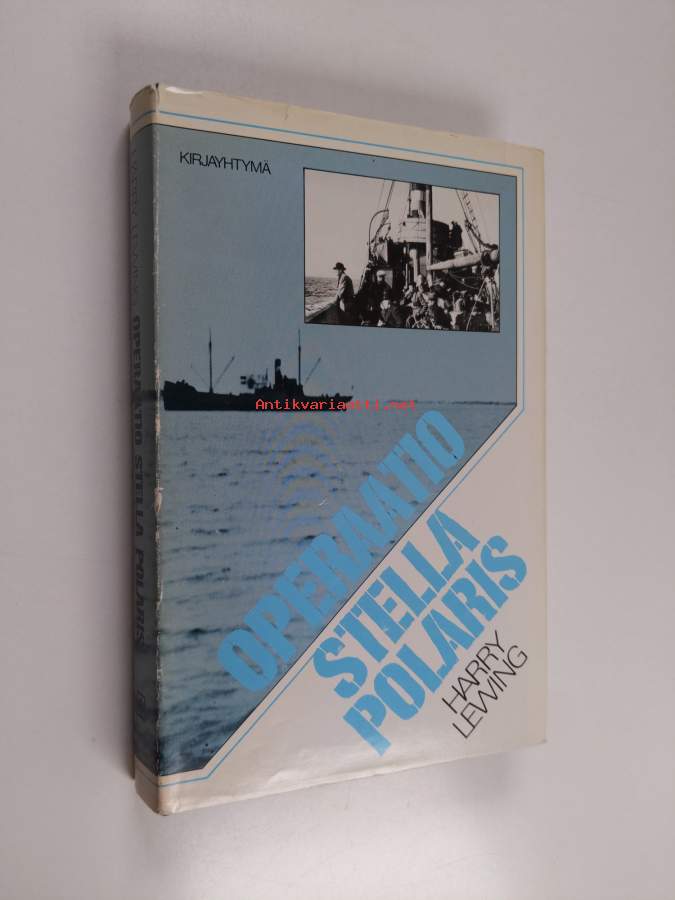 KIRJAYHTYMÄ
Antikvariaatti.net
OPERAATIO
STELLA
POLARIS
HARRY
LEWING
OPERAATIO STELLA POLARIS